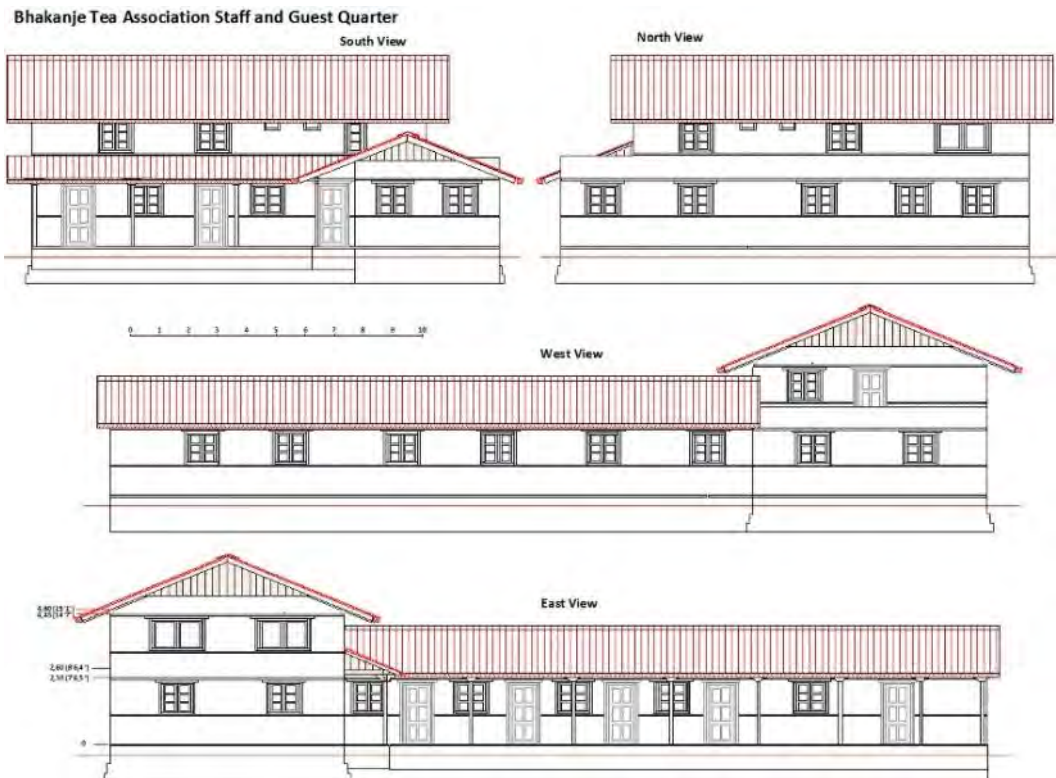 Bhakanje Tea Association Staff and Guest Quarter
South View
North View
0 1 2 3 4 5 6 7 8 9 10
West View
East View
0